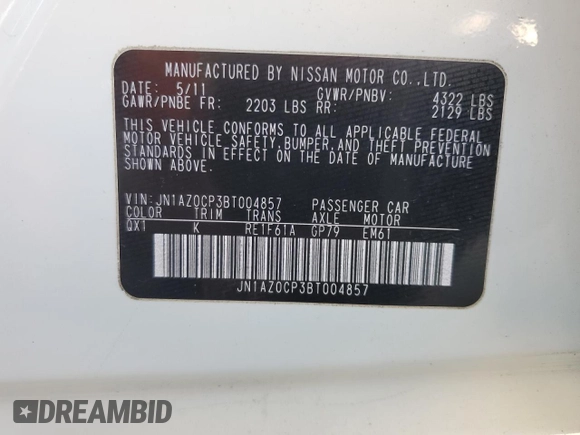 MANUFACTURED BY NISSAN MOTOR CO.,LTD.
DATE: 5/11 GVWR/PNBV: 4322 LBS
GAWR/PNBE FR: 2203 LBS RR: 2129 LBS
THIS VEHICLE CONFORMS TO ALL APPLICABLE FEDERAL
MOTOR VEHICLE SAFETY,BUMPER,AND THEFT PREVENTION
STANDARDS IN EFFECT ON THE DATE OF MANUFACTURE
SHOWN ABOVE.
VIN: JN1AZ0CP3BT004857 PASSENGER CAR
COLOR TRIM TRANS AXLE MOTOR
QX1 K RE1F61A GP79 EM61
JN1AZ0CP3BT004857
DREAMBID